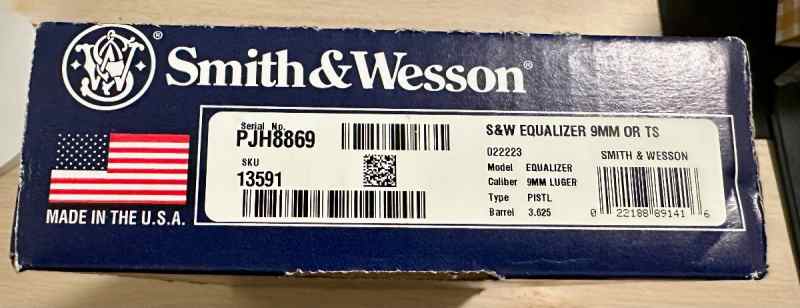 Smith & Wesson®
MADE IN THE U.S.A.
Serial No.
PJH8869
SKU
13591
S&W EQUALIZER 9MM OR TS
022223
SMITH & WESSON
Model EQUALIZER
Caliber 9MM LUGER
Type PISTL
Barrel 3.625
0 22188 89141 6